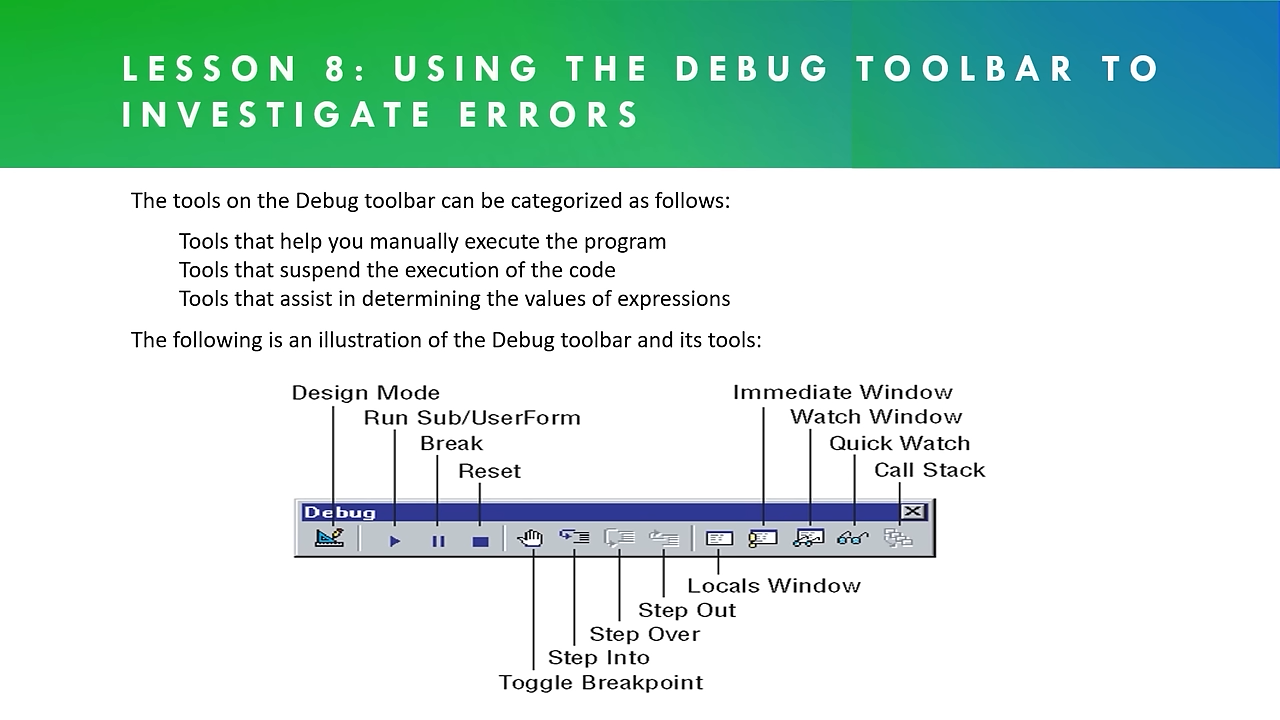 LESSON 8: USING THE DEBUG TOOLBAR TO
INVESTIGATE ERRORS
The tools on the Debug toolbar can be categorized as follows:
Tools that help you manually execute the program
Tools that suspend the execution of the code
Tools that assist in determining the values of expressions
The following is an illustration of the Debug toolbar and its tools:
Design Mode
Run Sub/UserForm
Break
Reset
Immediate Window
Watch Window
Quick Watch
Call Stack
Debug
Locals Window
Step Out
Step Over
Step Into
Toggle Breakpoint